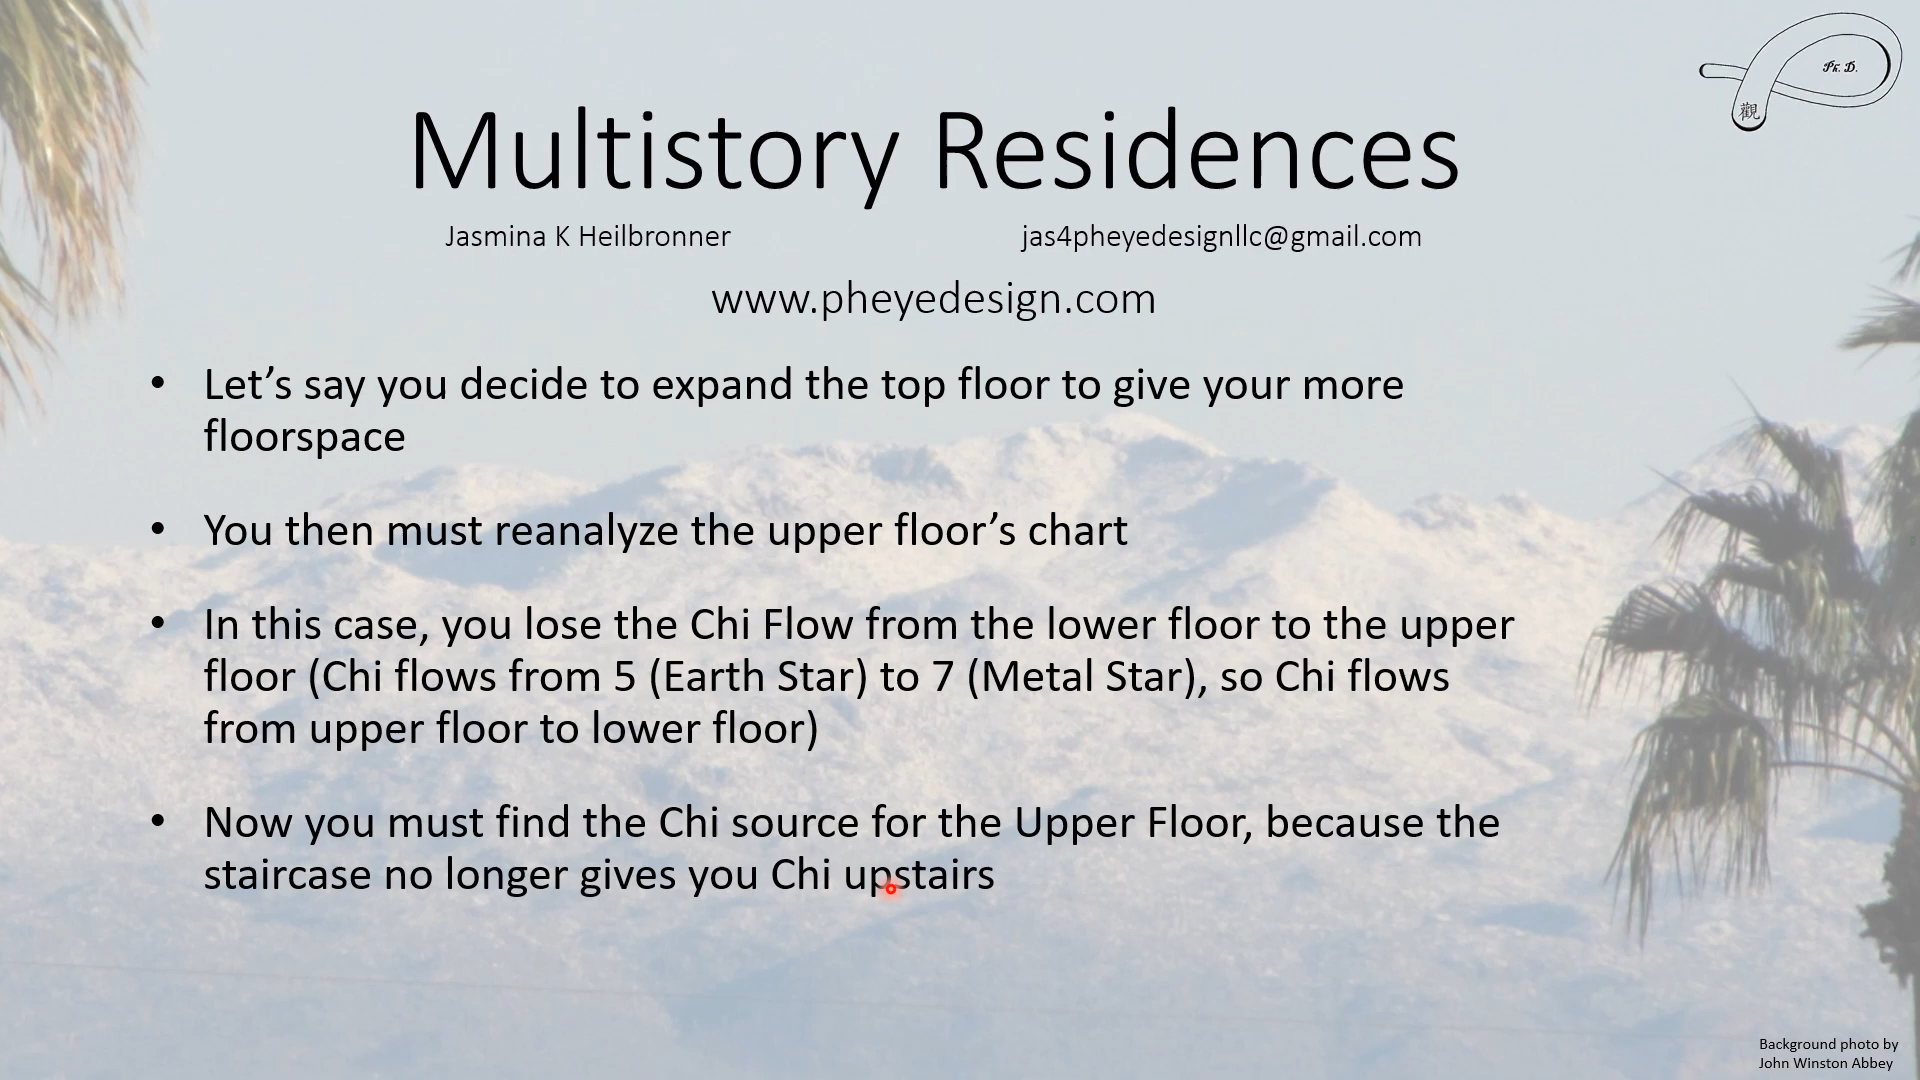 Ph. D.
觀
Multistory Residences
Jasmina K Heilbronner
jas4pheyedesignllc@gmail.com
www.pheyedesign.com
• Let’s say you decide to expand the top floor to give your more
floorspace
• You then must reanalyze the upper floor’s chart
• In this case, you lose the Chi Flow from the lower floor to the upper
floor (Chi flows from 5 (Earth Star) to 7 (Metal Star), so Chi flows
from upper floor to lower floor)
• Now you must find the Chi source for the Upper Floor, because the
staircase no longer gives you Chi upstairs
Background photo by
John Winston Abbey